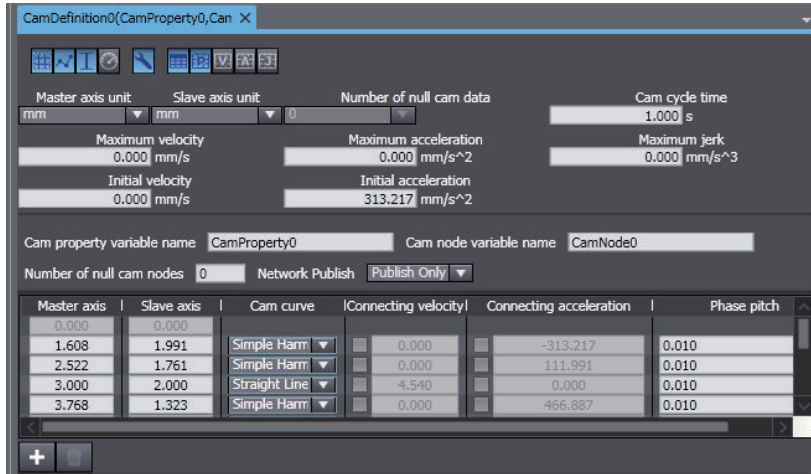 CamDefinition0(CamProperty0,Can X
P V A J
Master axis unit Slave axis unit Number of null cam data Cam cycle time
mm mm 0 1.000 s
Maximum velocity Maximum acceleration Maximum jerk
0.000 mm/s 0.000 mm/s^2 0.000 mm/s^3
Initial velocity Initial acceleration
0.000 mm/s 313.217 mm/s^2
Cam property variable name CamProperty0 Cam node variable name CamNode0
Number of null cam nodes 0 Network Publish Publish Only
Master axis | Slave axis | Cam curve |Connecting velocity| Connecting acceleration | Phase pitch
0.000 0.000
1.608 1.991 Simple Harm 0.000 -313.217 0.010
2.522 1.761 Simple Harm 0.000 111.991 0.010
3.000 2.000 Straight Line 4.540 0.000 0.010
3.768 1.323 Simple Harm 0.000 466.887 0.010